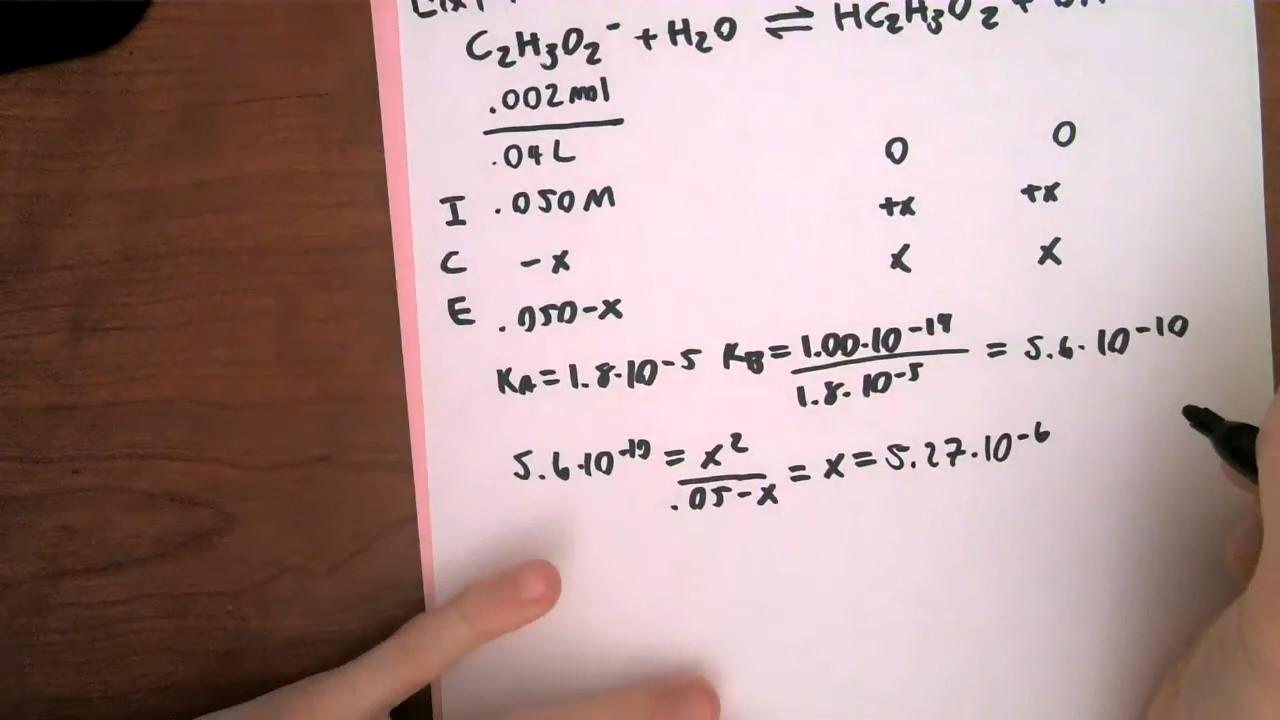 C₂H₃O₂⁻ + H₂O ⇌ HC₂H₃O₂ +
.002 mol
.04 L
0 0
I .050 M +x +x
C -x x x
E .050-x
KA = 1.8·10⁻⁵ KB = 1.00·10⁻¹⁴ / 1.8·10⁻⁵ = 5.6·10⁻¹⁰
5.6·10⁻¹⁰ = x² / .05-x = x = 5.27·10⁻⁶